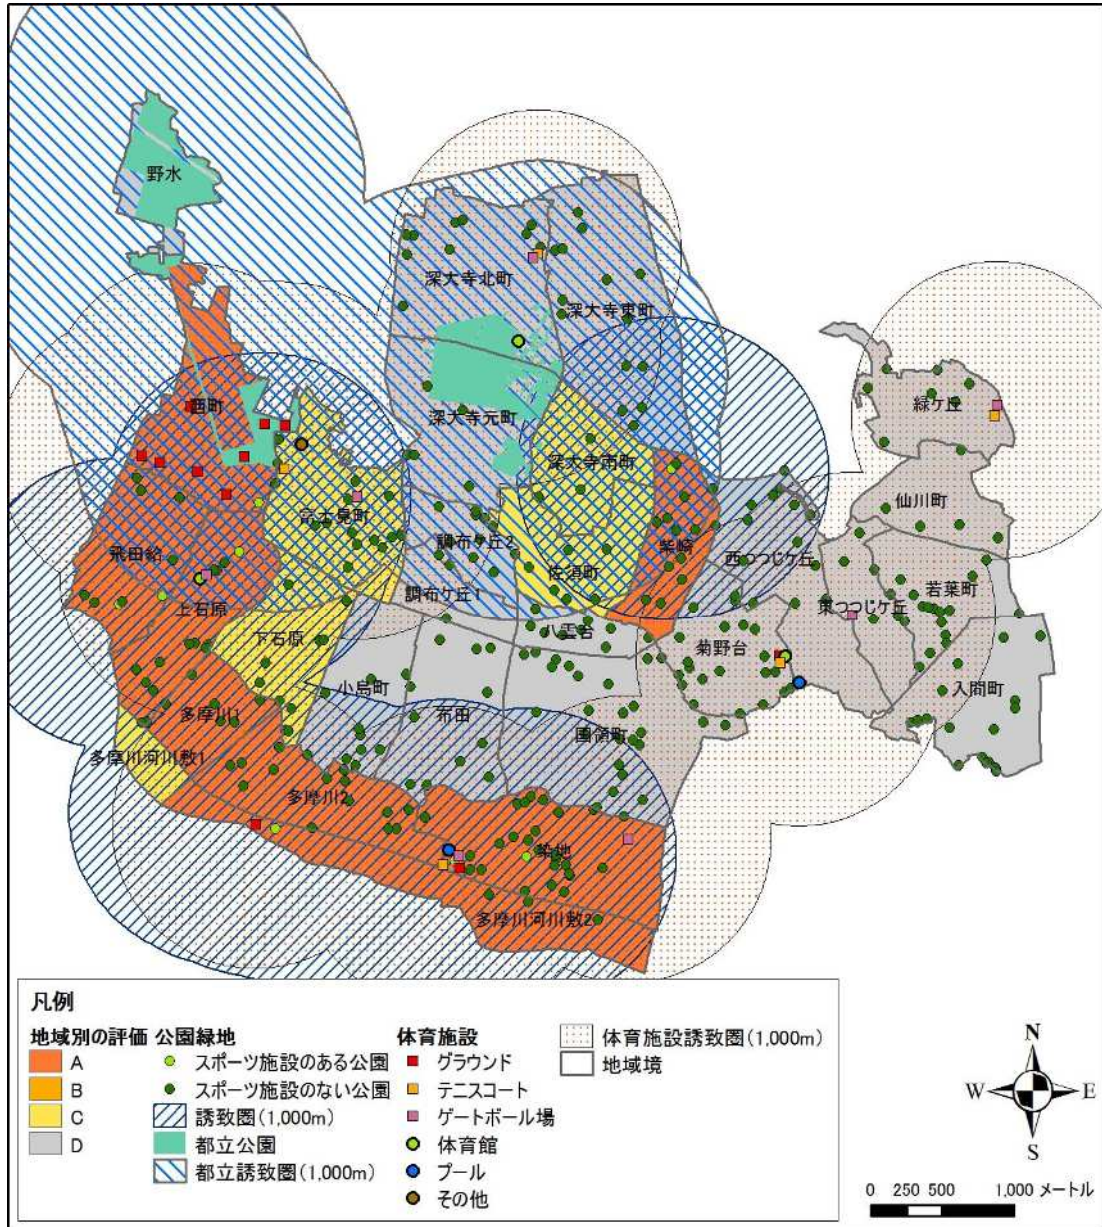 野水
深大寺北町
深大寺東町
緑ケ丘
西町
深大寺元町
深大寺南町
仙川町
富士見町
柴崎
調布ケ丘2
飛田給
西つつじケ丘
佐須町
若葉町
調布ケ丘1
上石原
東つつじケ丘
下石原
八雲台
菊野台
小島町
入間町
布田
多摩川1
国領町
多摩川河川敷1
多摩川2
染地
多摩川河川敷2
凡例
地域別の評価 公園緑地 体育施設
A スポーツ施設のある公園 グラウンド 体育施設誘致圏(1,000m)
B スポーツ施設のない公園 テニスコート 地域境
C 誘致圏(1,000m) ゲートボール場
D 都立公園 体育館
都立誘致圏(1,000m) プール
その他
N
W E
S
0 250 500 1,000 メートル